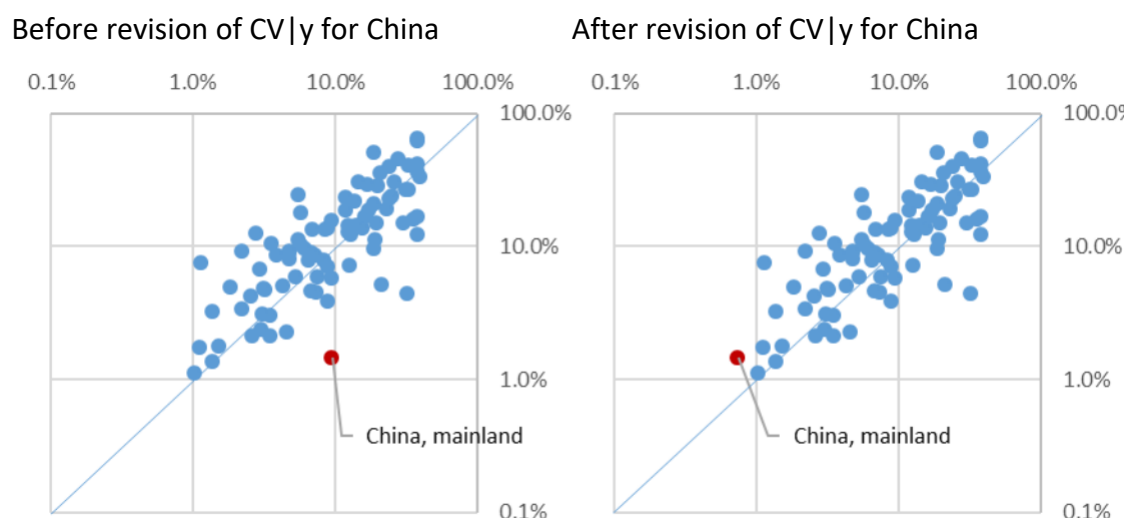 Before revision of CV|y for China
After revision of CV|y for China
0.1% 1.0% 10.0% 100.0%
0.1% 1.0% 10.0% 100.0%
100.0%
100.0%
10.0%
10.0%
1.0%
1.0%
China, mainland
China, mainland
0.1%
0.1%